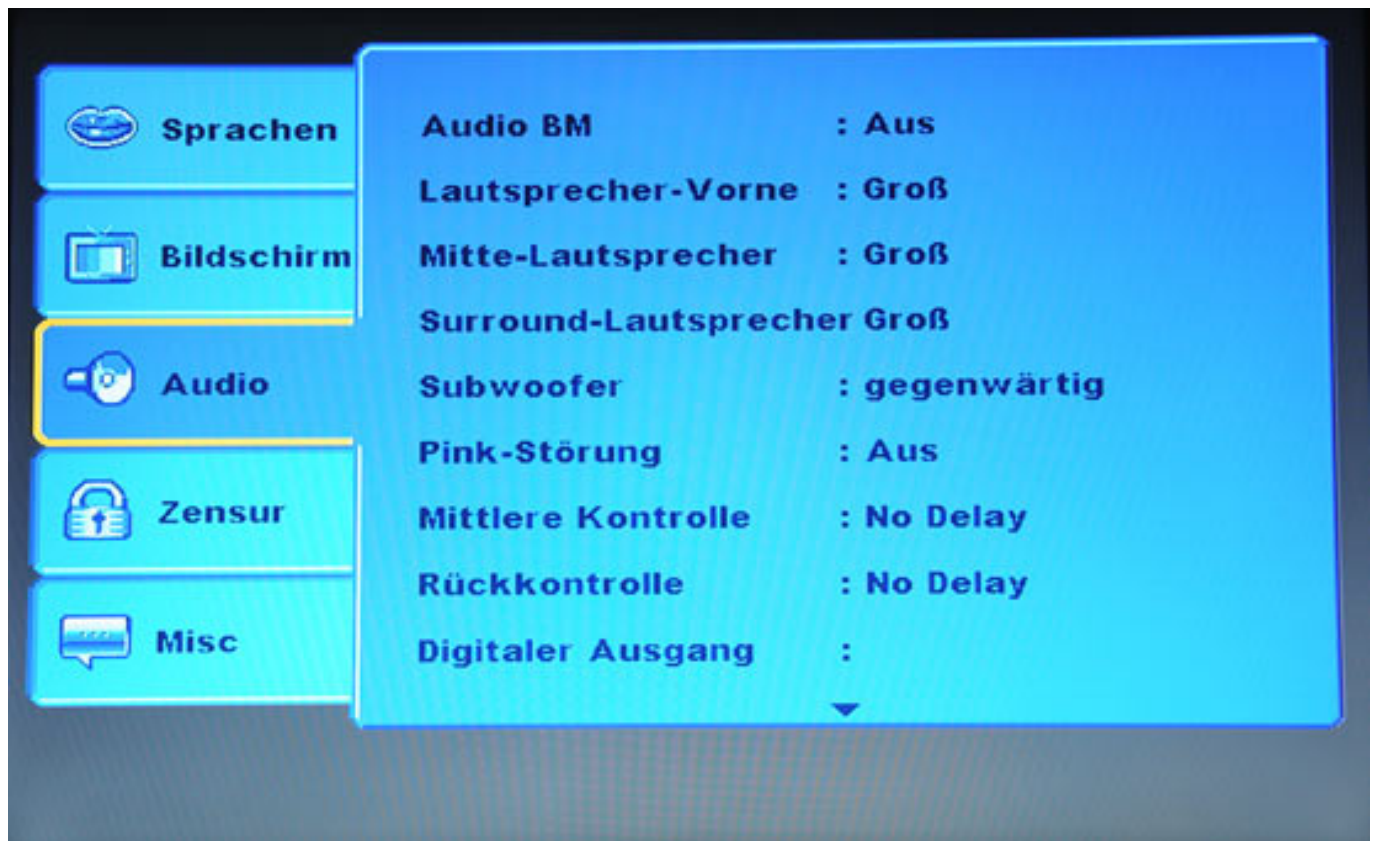 Sprachen
Bildschirm
Audio
Zensur
Misc
Audio BM : Aus
Lautsprecher-Vorne : Groß
Mitte-Lautsprecher : Groß
Surround-Lautsprecher Groß
Subwoofer : gegenwärtig
Pink-Störung : Aus
Mittlere Kontrolle : No Delay
Rückkontrolle : No Delay
Digitaler Ausgang :